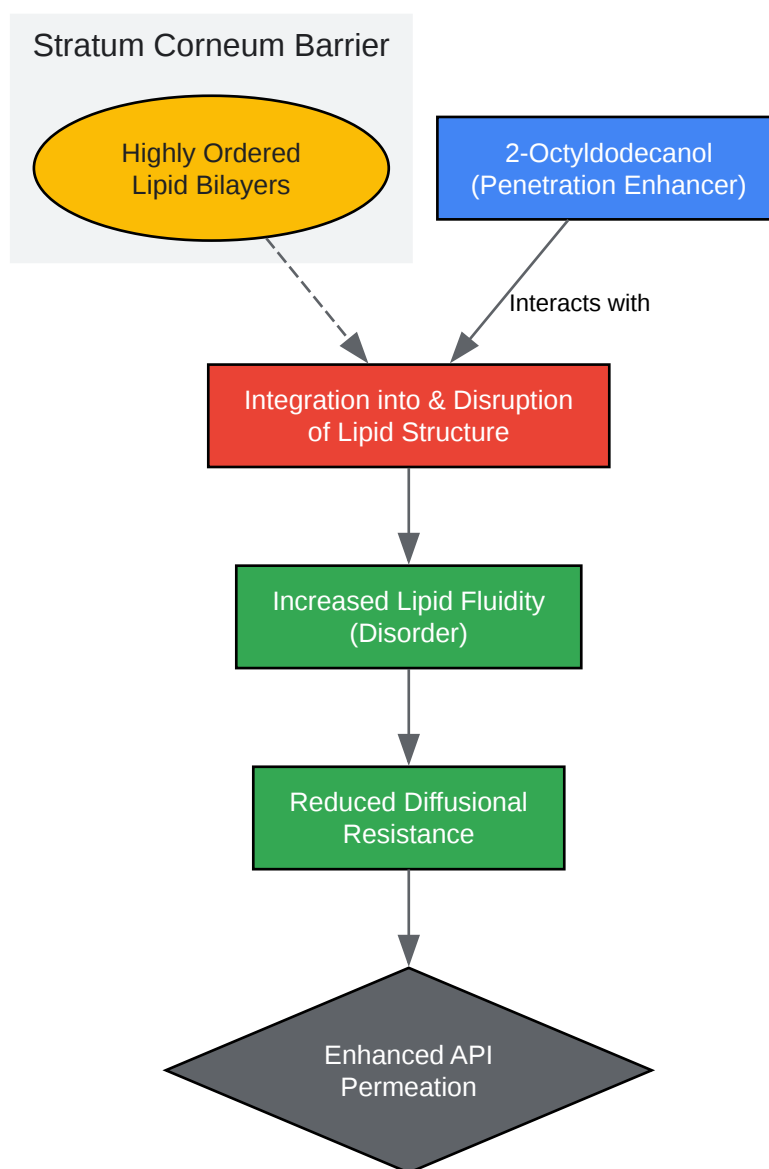 Stratum Corneum Barrier
Highly Ordered
Lipid Bilayers
2-Octyldodecanol
(Penetration Enhancer)
Interacts with
Integration into & Disruption
of Lipid Structure
Increased Lipid Fluidity
(Disorder)
Reduced Diffusional
Resistance
Enhanced API
Permeation